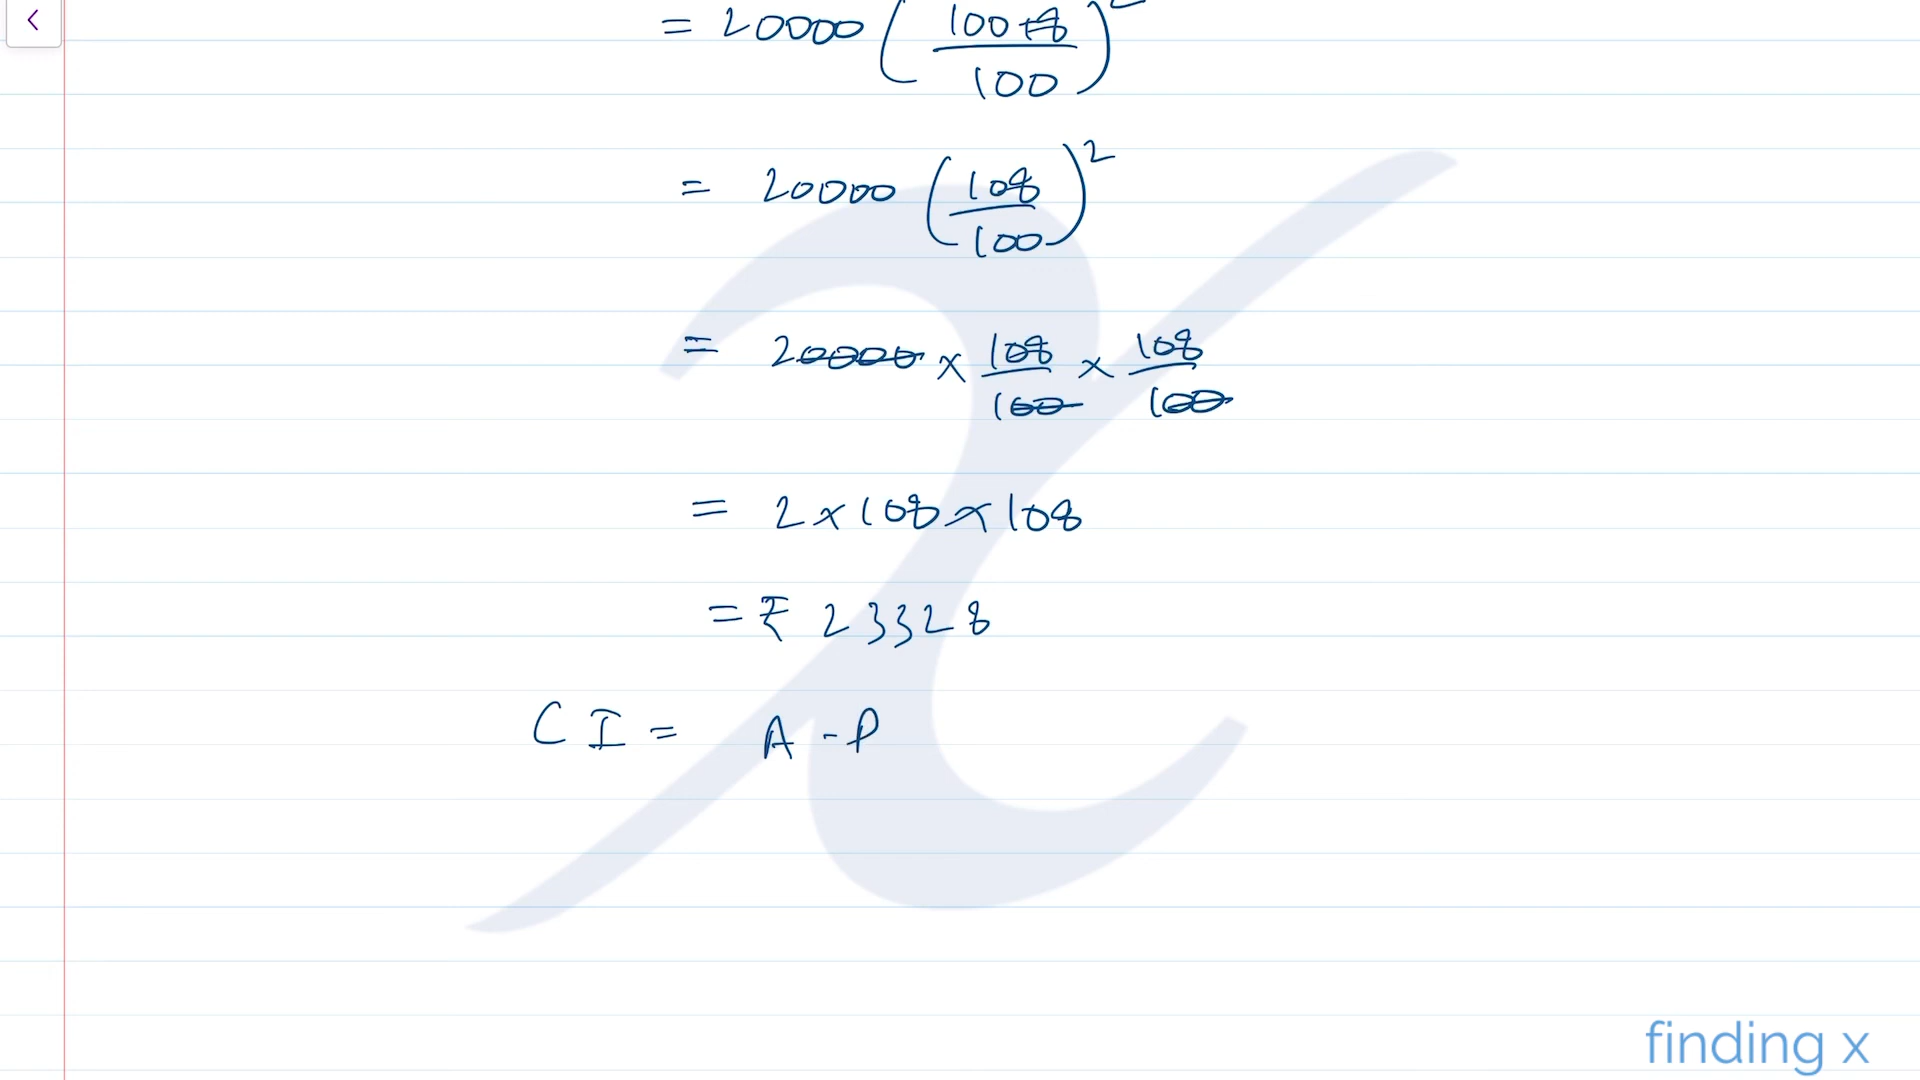 = 20000 ( 100+8 / 100 )²
= 20000 ( 108 / 100 )²
= 20000 × 108/100 × 108/100
= 2 × 108 × 108
= ₹ 23328
CI = A - P
finding x